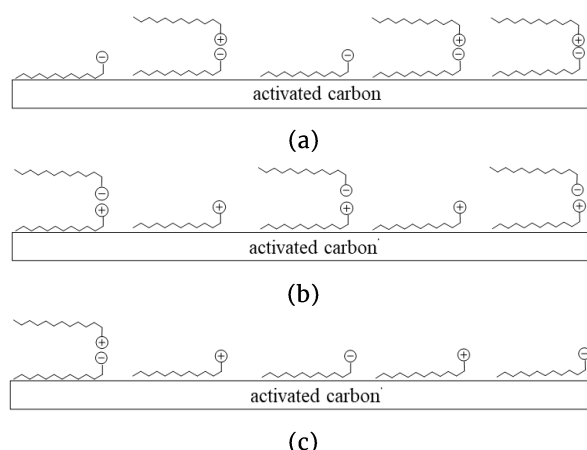 ⊖ ⊕ ⊖ ⊖ ⊕ ⊖ ⊕ ⊖
activated carbon
(a)
⊖ ⊕ ⊕ ⊖ ⊕ ⊕ ⊖ ⊕
activated carbon
(b)
⊕ ⊖ ⊕ ⊖ ⊕ ⊖
activated carbon
(c)